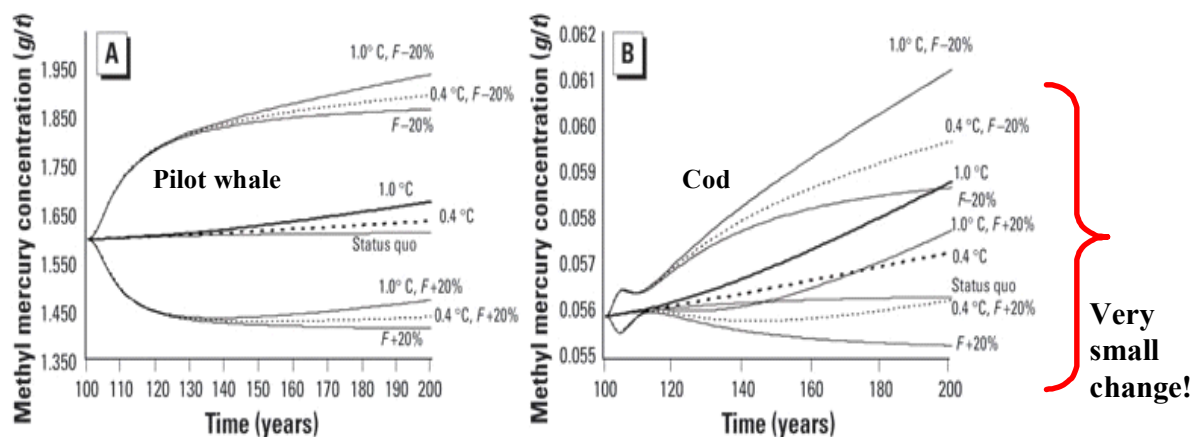 A
Methyl mercury concentration (g/t)
1.950
1.850
1.750
1.650
1.550
1.450
1.350
1.0° C, F–20%
0.4 °C, F–20%
F–20%
Pilot whale
1.0 °C
0.4 °C
Status quo
1.0° C, F+20%
0.4 °C, F+20%
F+20%
100 110 120 130 140 150 160 170 180 190 200
Time (years)
B
Methyl mercury concentration (g/t)
0.062
0.061
0.060
0.059
0.058
0.057
0.056
0.055
1.0° C, F–20%
0.4 °C, F–20%
Cod
1.0 °C
F–20%
1.0° C, F+20%
0.4 °C
Status quo
0.4 °C, F+20%
F+20%
100 120 140 160 180 200
Time (years)
Very
small
change!